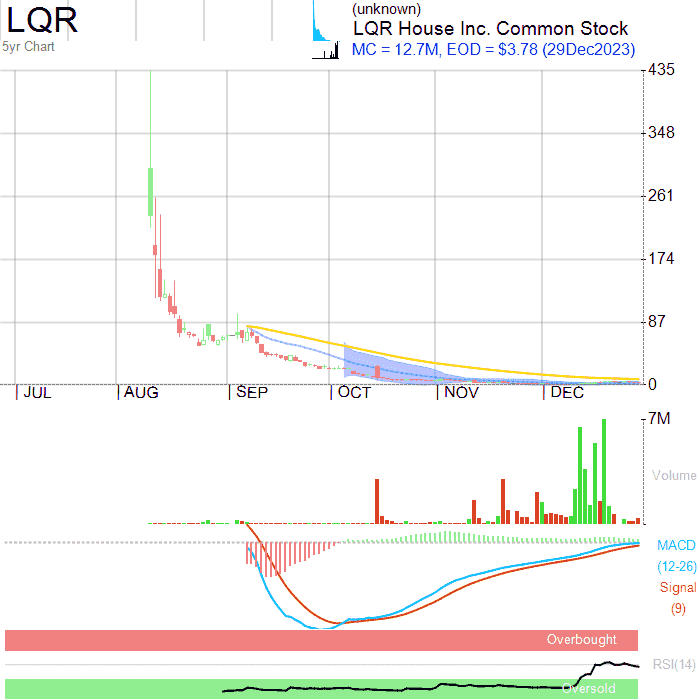 LQR
5yr Chart
(unknown)
LQR House Inc. Common Stock
MC = 12.7M, EOD = $3.78 (29Dec2023)
435
348
261
174
87
0
JUL AUG SEP OCT NOV DEC
7M
Volume
MACD
(12-26)
Signal
(9)
Overbought
RSI(14)
Oversold